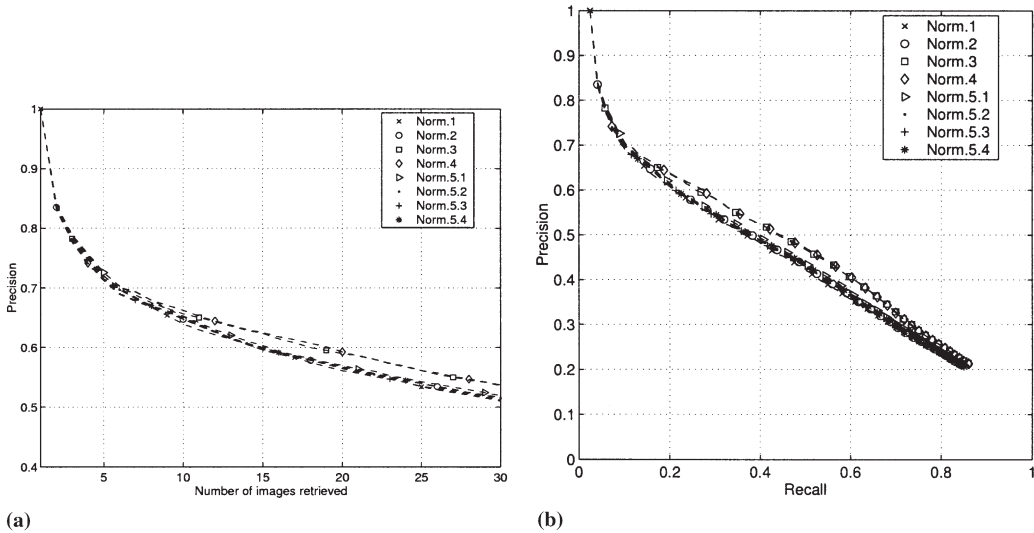 1
0.9
0.8
0.7
0.6
0.5
0.4
5
10
15
20
25
30
Precision
Number of images retrieved
Norm.1
Norm.2
Norm.3
Norm.4
Norm.5.1
Norm.5.2
Norm.5.3
Norm.5.4
(a)
1
0.9
0.8
0.7
0.6
0.5
0.4
0.3
0.2
0.1
0
0
0.2
0.4
0.6
0.8
1
Precision
Recall
Norm.1
Norm.2
Norm.3
Norm.4
Norm.5.1
Norm.5.2
Norm.5.3
Norm.5.4
(b)